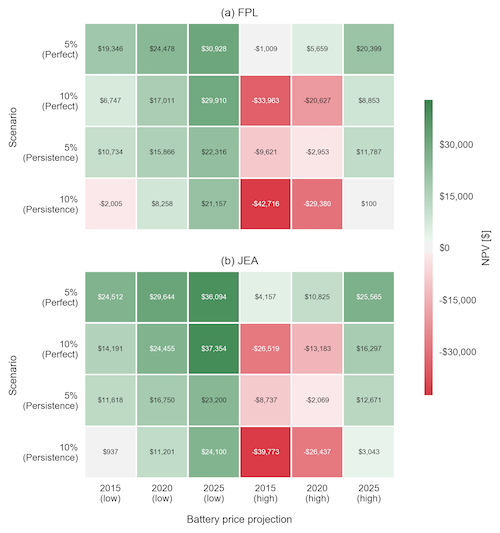 (a) FPL
Scenario
5%
(Perfect)
$19,346 $24,478 $30,928 -$1,009 $5,659 $20,399
10%
(Perfect)
$6,747 $17,011 $29,910 -$33,963 -$20,627 $8,853
5%
(Persistence)
$10,734 $15,866 $22,316 -$9,621 -$2,953 $11,787
10%
(Persistence)
-$2,005 $8,258 $21,157 -$42,716 -$29,380 $100
(b) JEA
Scenario
5%
(Perfect)
$24,512 $29,644 $36,094 $4,157 $10,825 $25,565
10%
(Perfect)
$14,191 $24,455 $37,354 -$26,519 -$13,183 $16,297
5%
(Persistence)
$11,618 $16,750 $23,200 -$8,737 -$2,069 $12,671
10%
(Persistence)
$937 $11,201 $24,100 -$39,773 -$26,437 $3,043
2015 2020 2025 2015 2020 2025
(low) (low) (low) (high) (high) (high)
Battery price projection
$30,000
$15,000
$0
-$15,000
-$30,000
NPV [$]